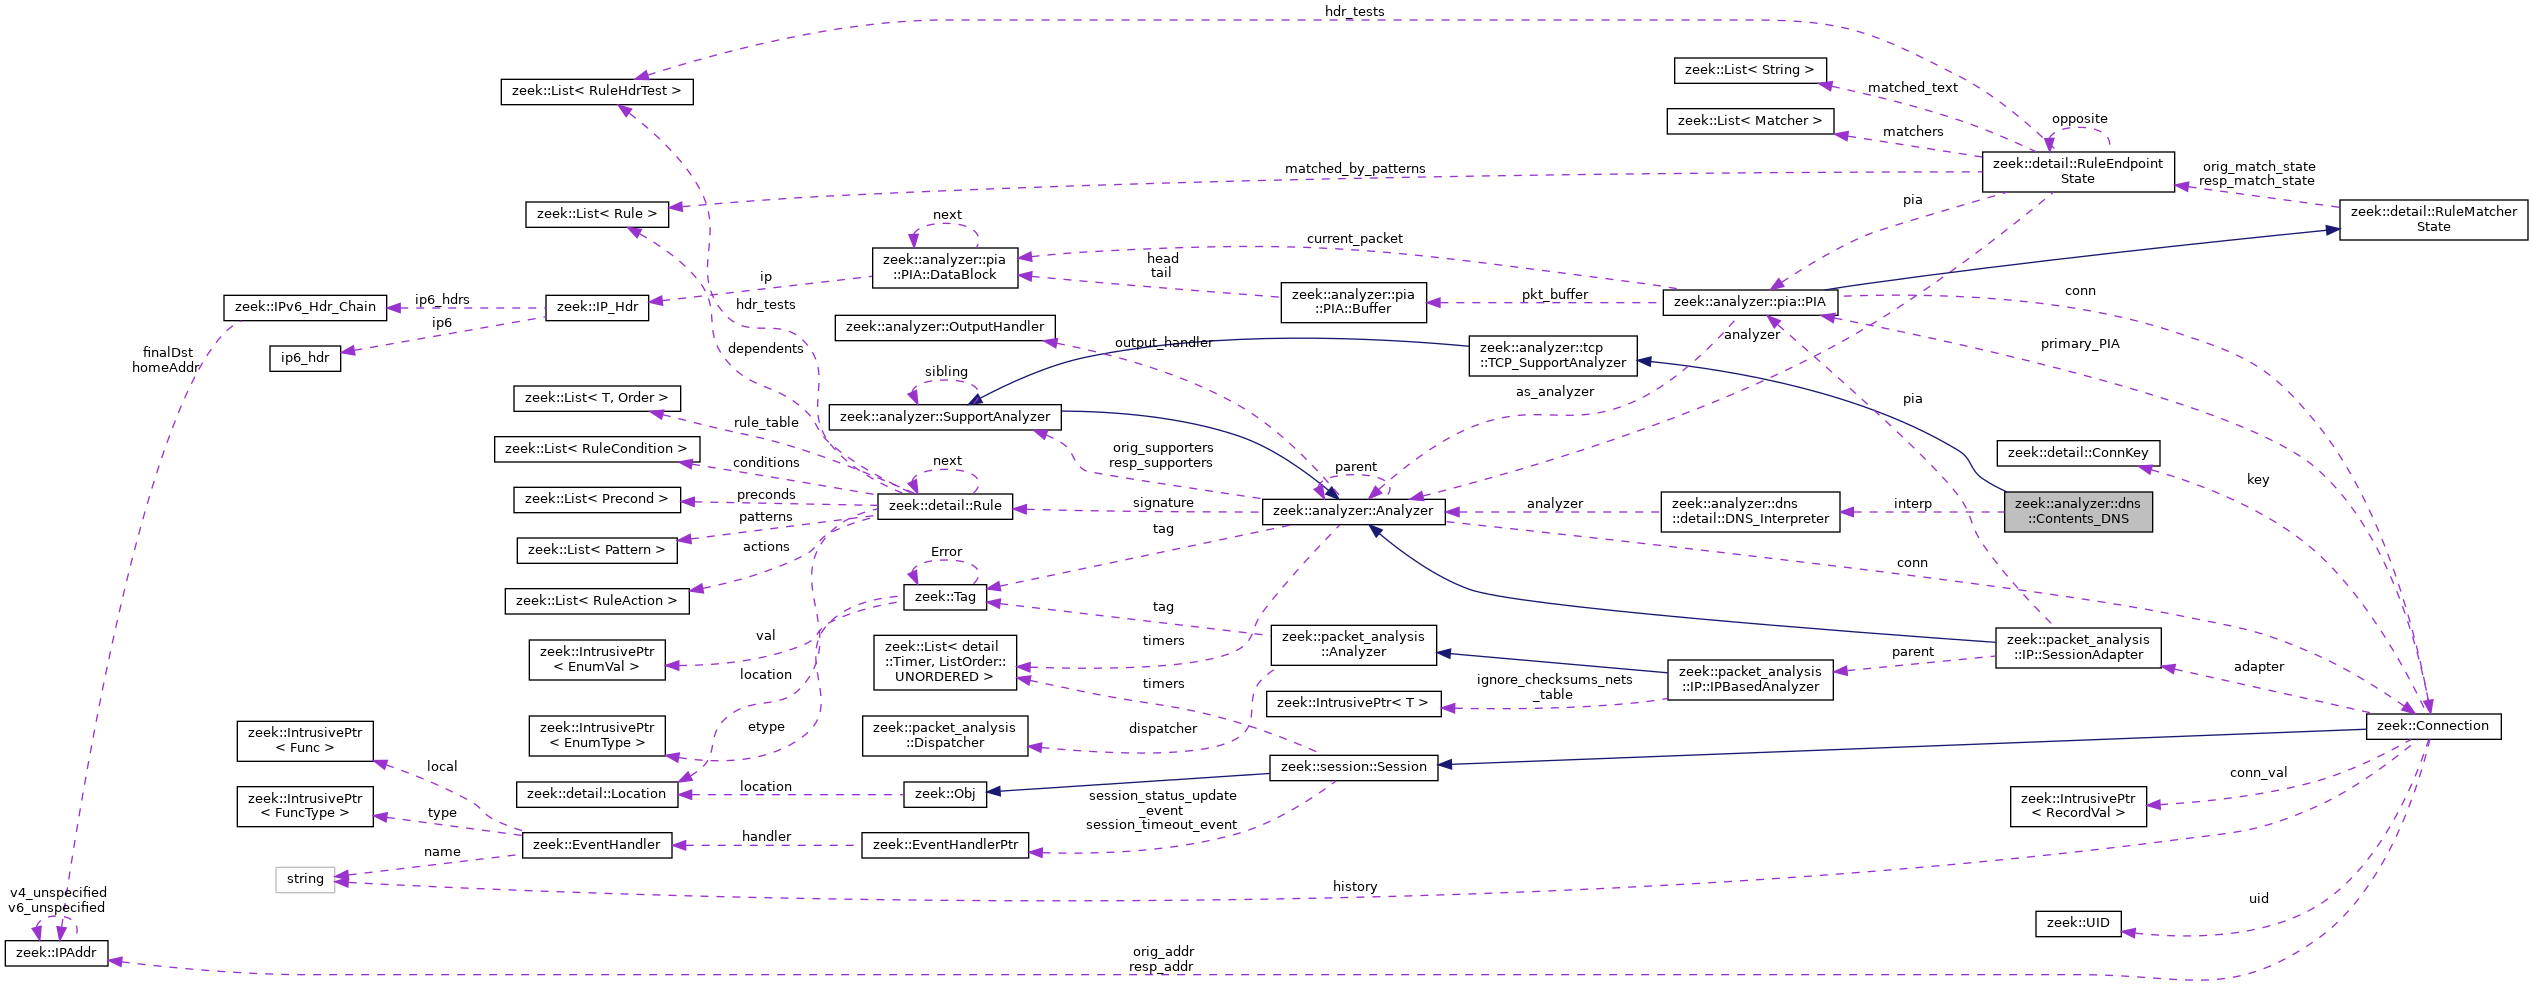 hdr_tests
zeek::List< String >
zeek::List< RuleHdrTest >
matched_text
zeek::List< Matcher >
opposite
matchers
matched_by_patterns
zeek::detail::RuleEndpoint
State
orig_match_state
resp_match_state
zeek::List< Rule >
next
pia
zeek::detail::RuleMatcher
State
current_packet
zeek::analyzer::pia
::PIA::DataBlock
head
tail
ip
zeek::IPv6_Hdr_Chain
ip6_hdrs
zeek::IP_Hdr
hdr_tests
zeek::analyzer::pia
::PIA::Buffer
pkt_buffer
zeek::analyzer::pia::PIA
conn
ip6
zeek::analyzer::OutputHandler
output_handler
analyzer
primary_PIA
finalDst
homeAddr
ip6_hdr
dependents
zeek::analyzer::tcp
::TCP_SupportAnalyzer
sibling
zeek::List< T, Order >
as_analyzer
pia
rule_table
zeek::analyzer::SupportAnalyzer
zeek::List< RuleCondition >
conditions
next
orig_supporters
resp_supporters
parent
zeek::detail::ConnKey
key
zeek::List< Precond >
preconds
zeek::detail::Rule
signature
zeek::analyzer::Analyzer
analyzer
zeek::analyzer::dns
::detail::DNS_Interpreter
interp
zeek::analyzer::dns
::Contents_DNS
patterns
tag
zeek::List< Pattern >
actions
Error
conn
zeek::List< RuleAction >
zeek::Tag
tag
val
zeek::IntrusivePtr
< EnumVal >
zeek::List< detail
::Timer, ListOrder::
UNORDERED >
timers
zeek::packet_analysis
::Analyzer
zeek::packet_analysis
::IP::SessionAdapter
parent
adapter
location
timers
ignore_checksums_nets
_table
zeek::packet_analysis
::IP::IPBasedAnalyzer
zeek::IntrusivePtr< T >
zeek::IntrusivePtr
< Func >
zeek::IntrusivePtr
< EnumType >
etype
zeek::packet_analysis
::Dispatcher
dispatcher
zeek::Connection
local
zeek::session::Session
conn_val
zeek::IntrusivePtr
< FuncType >
type
zeek::detail::Location
location
zeek::Obj
session_status_update
_event
session_timeout_event
zeek::IntrusivePtr
< RecordVal >
zeek::EventHandler
handler
zeek::EventHandlerPtr
name
string
history
v4_unspecified
v6_unspecified
uid
zeek::UID
zeek::IPAddr
orig_addr
resp_addr